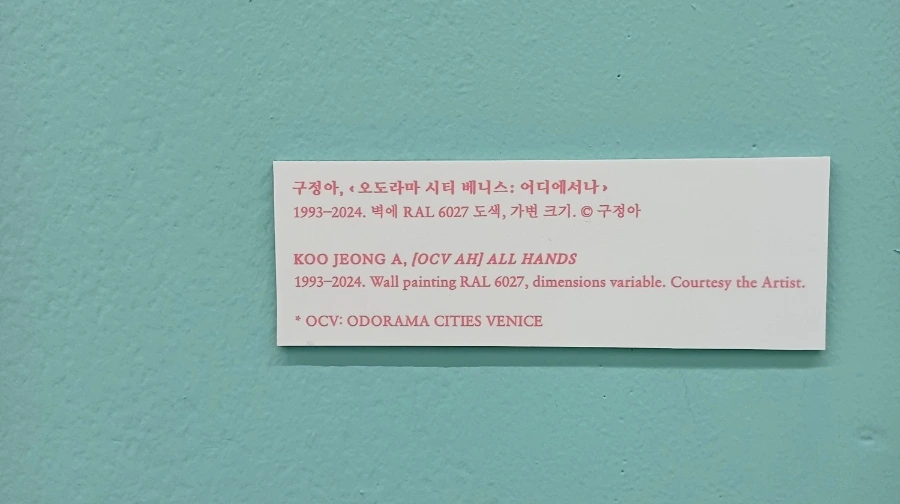 구정아, ‹오도라마 시티 베니스: 어디에서나›
1993–2024. 벽에 RAL 6027 도색, 가변 크기. © 구정아
KOO JEONG A, [OCV AH] ALL HANDS
1993–2024. Wall painting RAL 6027, dimensions variable. Courtesy the Artist.
* OCV: ODORAMA CITIES VENICE